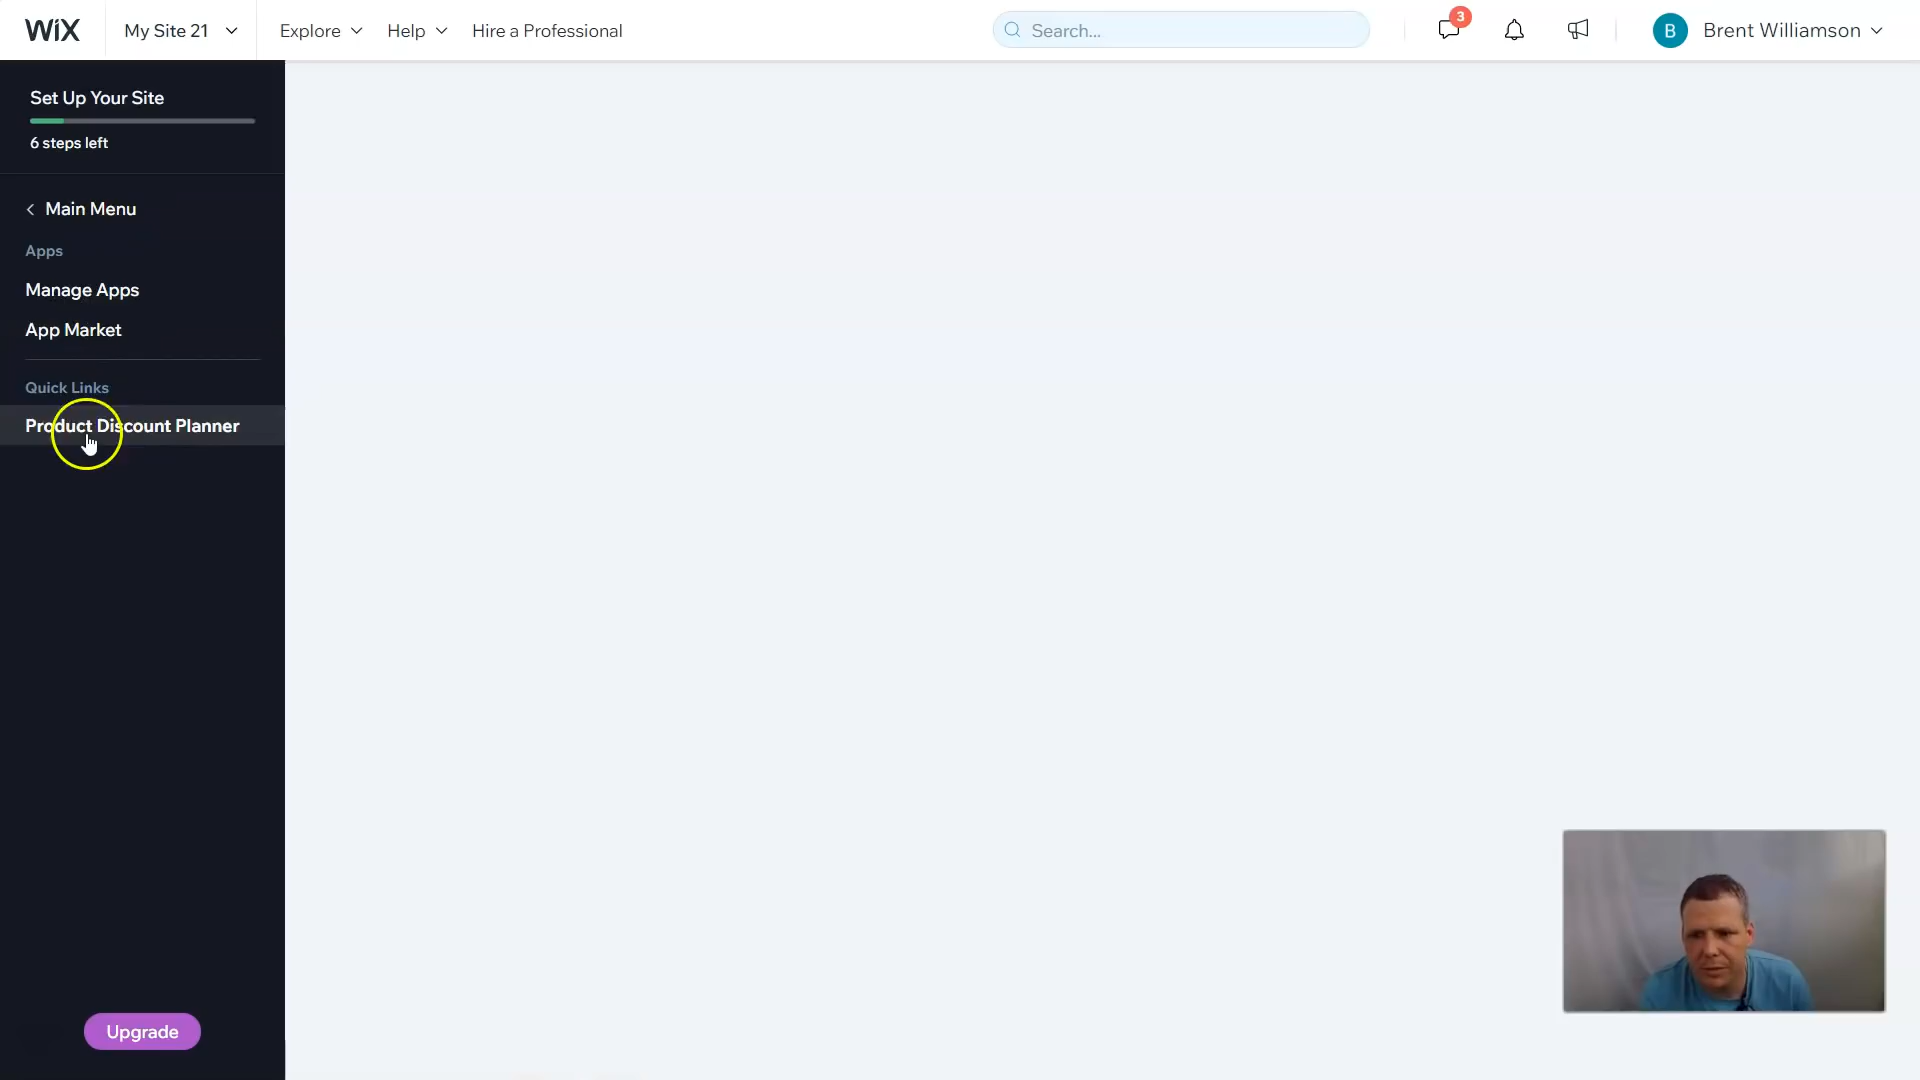 WiX
My Site 21
Explore
Help
Hire a Professional
Search...
3
B
Brent Williamson
Set Up Your Site
6 steps left
Main Menu
Apps
Manage Apps
App Market
Quick Links
Product Discount Planner
Upgrade